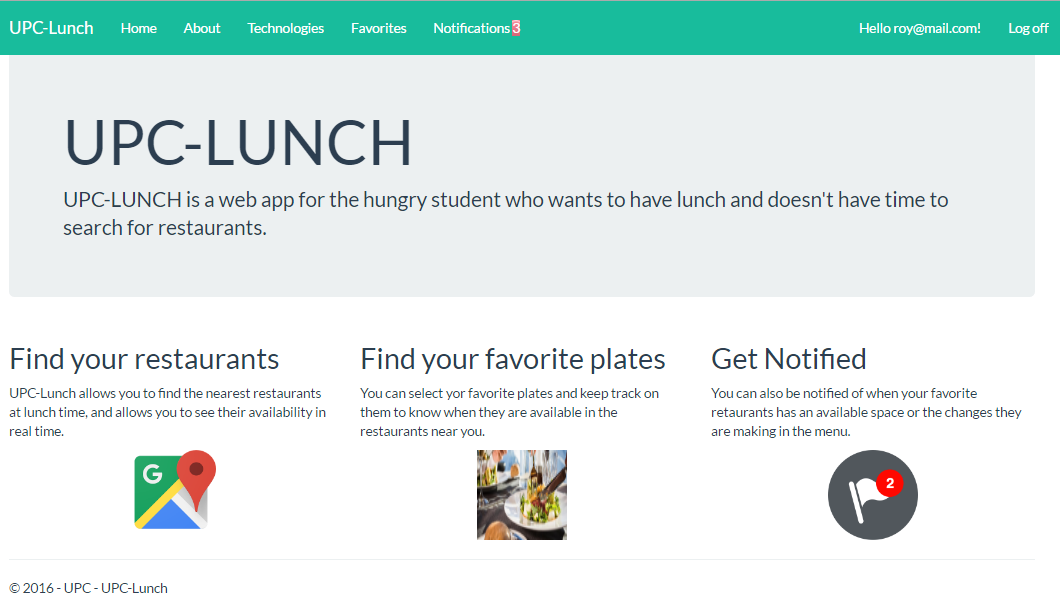 UPC-Lunch Home About Technologies Favorites Notifications 3 Hello roy@mail.com! Log off
UPC-LUNCH
UPC-LUNCH is a web app for the hungry student who wants to have lunch and doesn't have time to
search for restaurants.
Find your restaurants
UPC-Lunch allows you to find the nearest restaurants
at lunch time, and allows you to see their availability in
real time.
G
Find your favorite plates
You can select yor favorite plates and keep track on
them to know when they are available in the
restaurants near you.
Get Notified
You can also be notified of when your favorite
retaurants has an available space or the changes they
are making in the menu.
2
© 2016 - UPC - UPC-Lunch